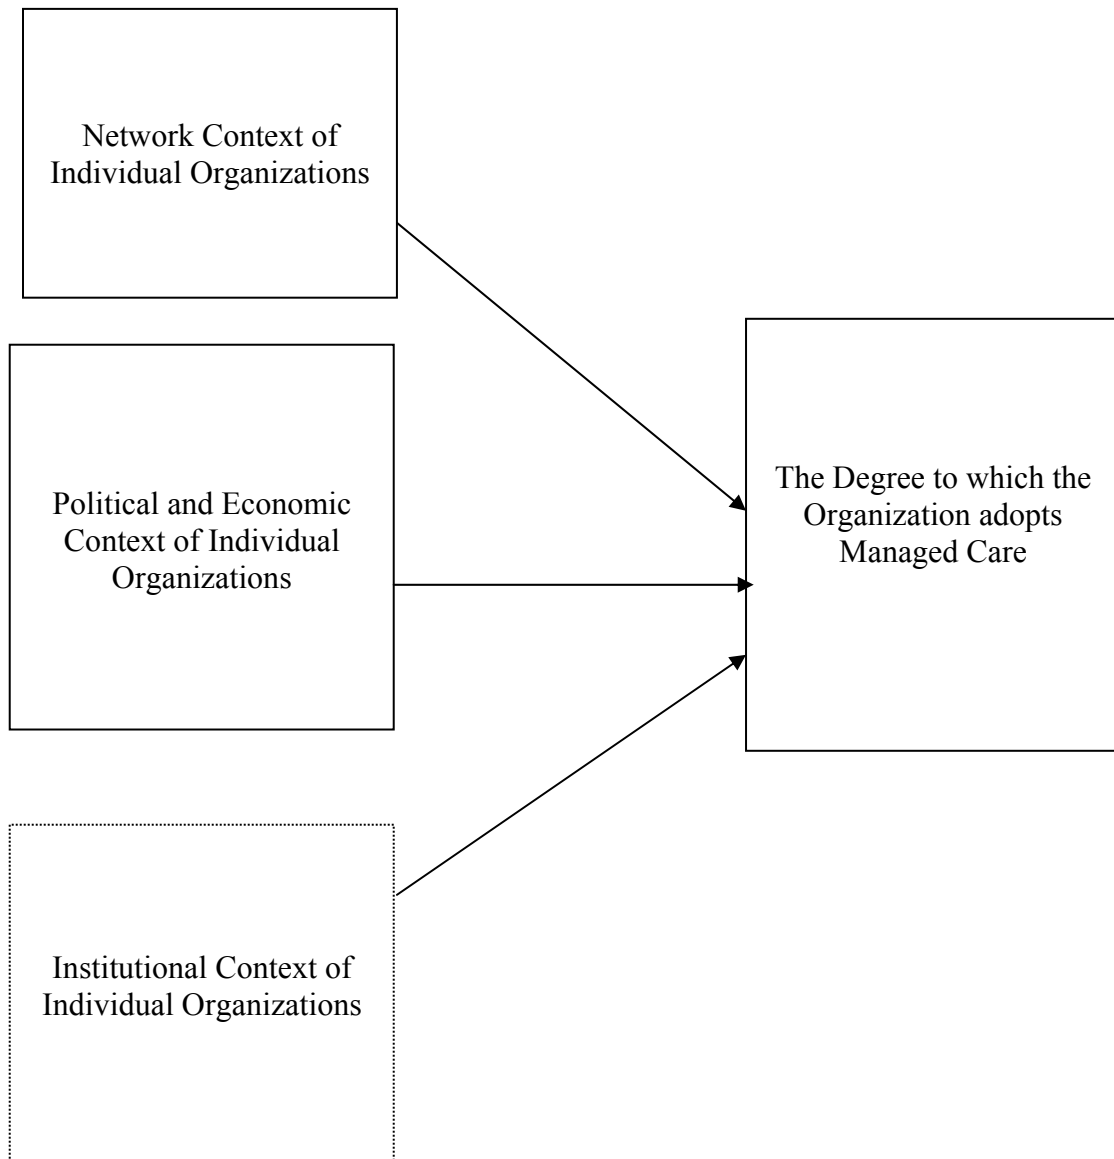 Network Context of
Individual Organizations
Political and Economic
Context of Individual
Organizations
The Degree to which the
Organization adopts
Managed Care
Institutional Context of
Individual Organizations